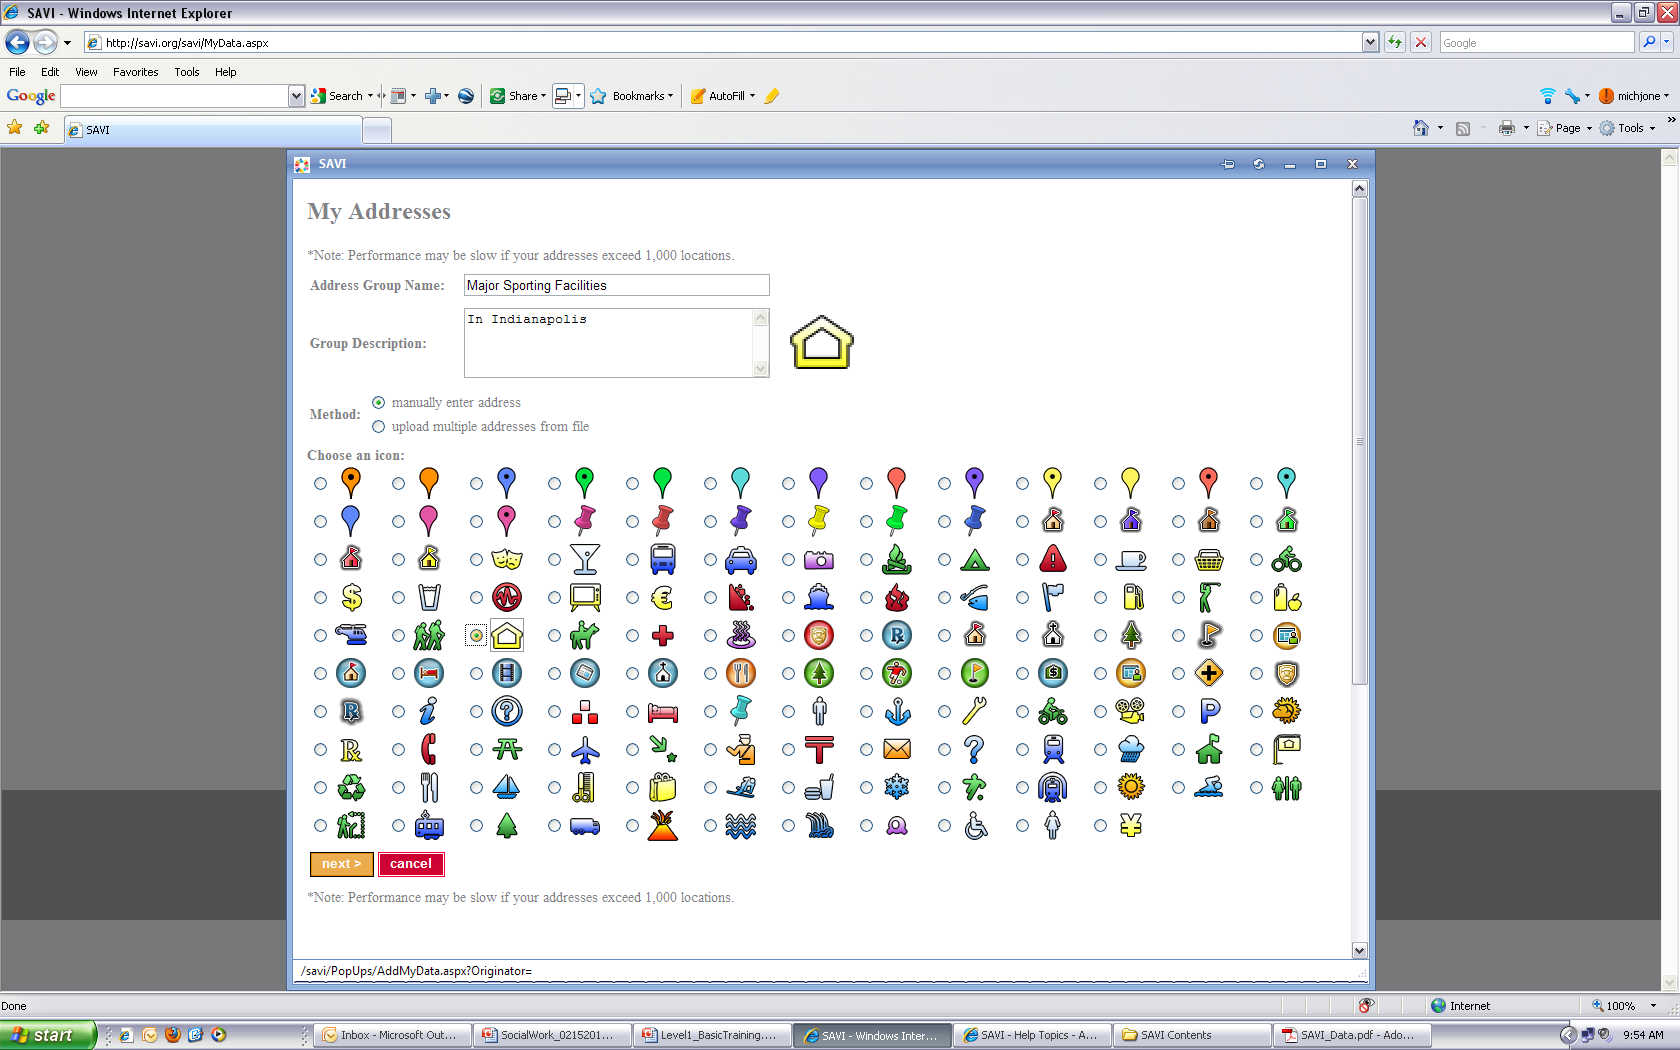 SAVI - Windows Internet Explorer
http://savi.org/savi/MyData.aspx
Google
File Edit View Favorites Tools Help
Google Search Share Bookmarks AutoFill michjone
SAVI Page Tools
SAVI
My Addresses
*Note: Performance may be slow if your addresses exceed 1,000 locations.
Address Group Name: Major Sporting Facilities
Group Description: In Indianapolis
Method: manually enter address
upload multiple addresses from file
Choose an icon:
next > cancel
*Note: Performance may be slow if your addresses exceed 1,000 locations.
/savi/PopUps/AddMyData.aspx?Originator=
Done Internet 100%
start Inbox - Microsoft Out... SocialWork_0215201... Level1_BasicTraining.... SAVI - Windows Inter... SAVI - Help Topics - A... SAVI Contents SAVI_Data.pdf - Ado... 9:54 AM